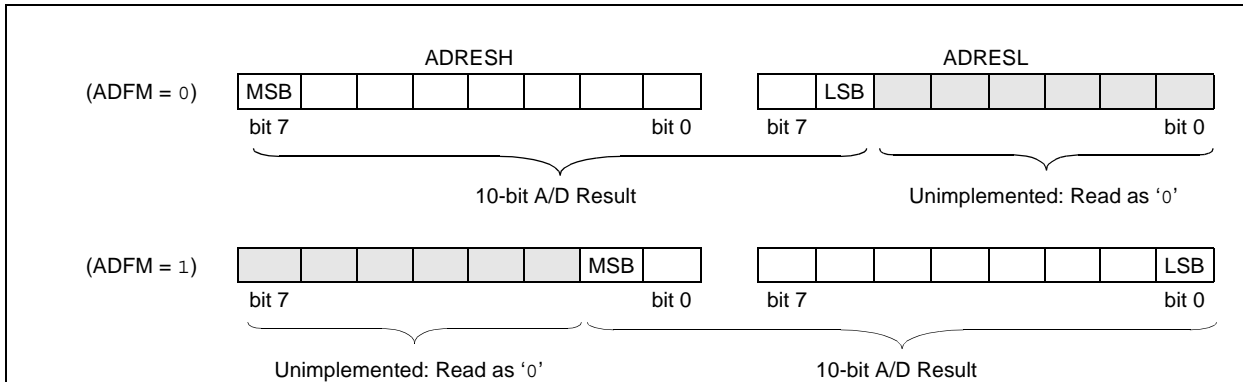 ADRESH ADRESL
(ADFM = 0) MSB LSB
bit 7 bit 0 bit 7 bit 0
10-bit A/D Result Unimplemented: Read as ‘0’
(ADFM = 1) MSB LSB
bit 7 bit 0 bit 7 bit 0
Unimplemented: Read as ‘0’ 10-bit A/D Result